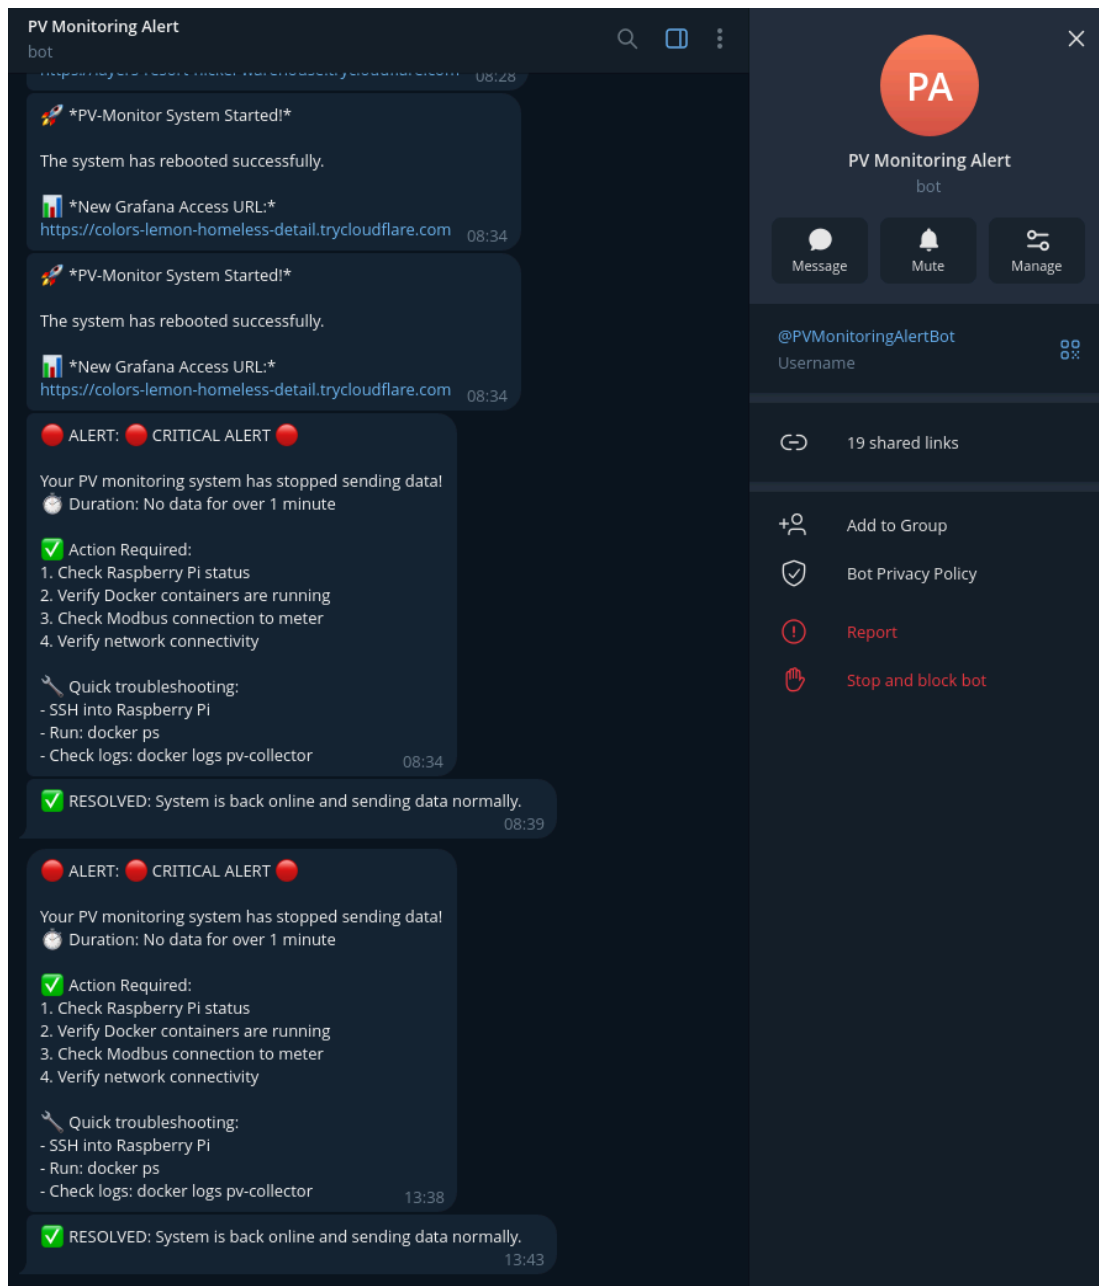 PV Monitoring Alert
bot
08:28
🚀 *PV-Monitor System Started!*
The system has rebooted successfully.
📊 *New Grafana Access URL:*
https://colors-lemon-homeless-detail.trycloudflare.com 08:34
🚀 *PV-Monitor System Started!*
The system has rebooted successfully.
📊 *New Grafana Access URL:*
https://colors-lemon-homeless-detail.trycloudflare.com 08:34
🔴 ALERT: 🔴 CRITICAL ALERT 🔴
Your PV monitoring system has stopped sending data!
⏱️ Duration: No data for over 1 minute
✅ Action Required:
1. Check Raspberry Pi status
2. Verify Docker containers are running
3. Check Modbus connection to meter
4. Verify network connectivity
🔧 Quick troubleshooting:
- SSH into Raspberry Pi
- Run: docker ps
- Check logs: docker logs pv-collector 08:34
✅ RESOLVED: System is back online and sending data normally.
08:39
🔴 ALERT: 🔴 CRITICAL ALERT 🔴
Your PV monitoring system has stopped sending data!
⏱️ Duration: No data for over 1 minute
✅ Action Required:
1. Check Raspberry Pi status
2. Verify Docker containers are running
3. Check Modbus connection to meter
4. Verify network connectivity
🔧 Quick troubleshooting:
- SSH into Raspberry Pi
- Run: docker ps
- Check logs: docker logs pv-collector 13:38
✅ RESOLVED: System is back online and sending data normally.
13:43
PA
PV Monitoring Alert
bot
Message
Mute
Manage
@PVMonitoringAlertBot
Username
19 shared links
Add to Group
Bot Privacy Policy
Report
Stop and block bot